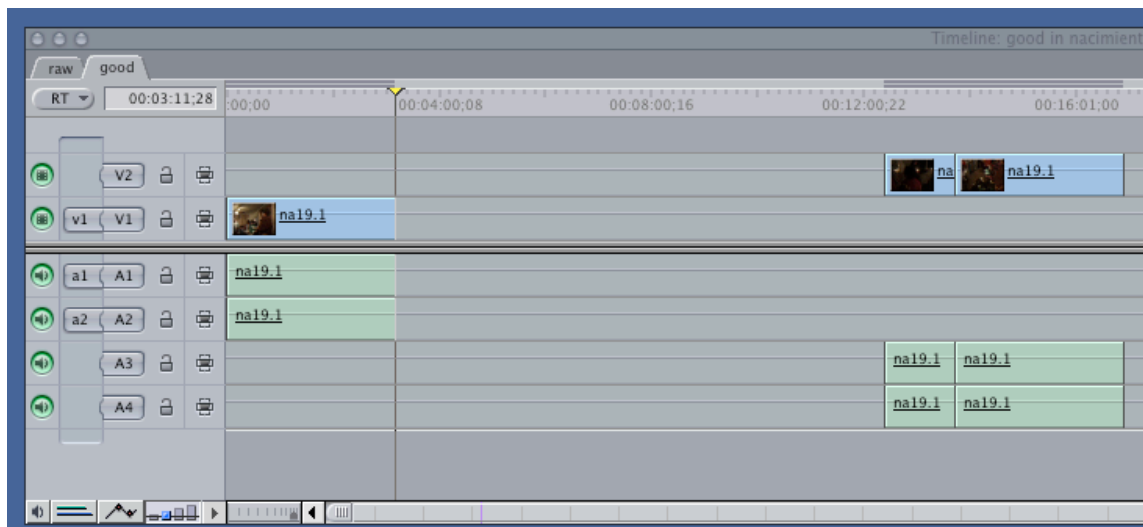 Timeline: good in nacimient
raw good
RT 00:03:11;28 :00;00 00:04:00;08 00:08:00;16 00:12:00;22 00:16:01;00
V2 na na19.1
v1 V1 na19.1
a1 A1 na19.1
a2 A2 na19.1
A3 na19.1 na19.1
A4 na19.1 na19.1